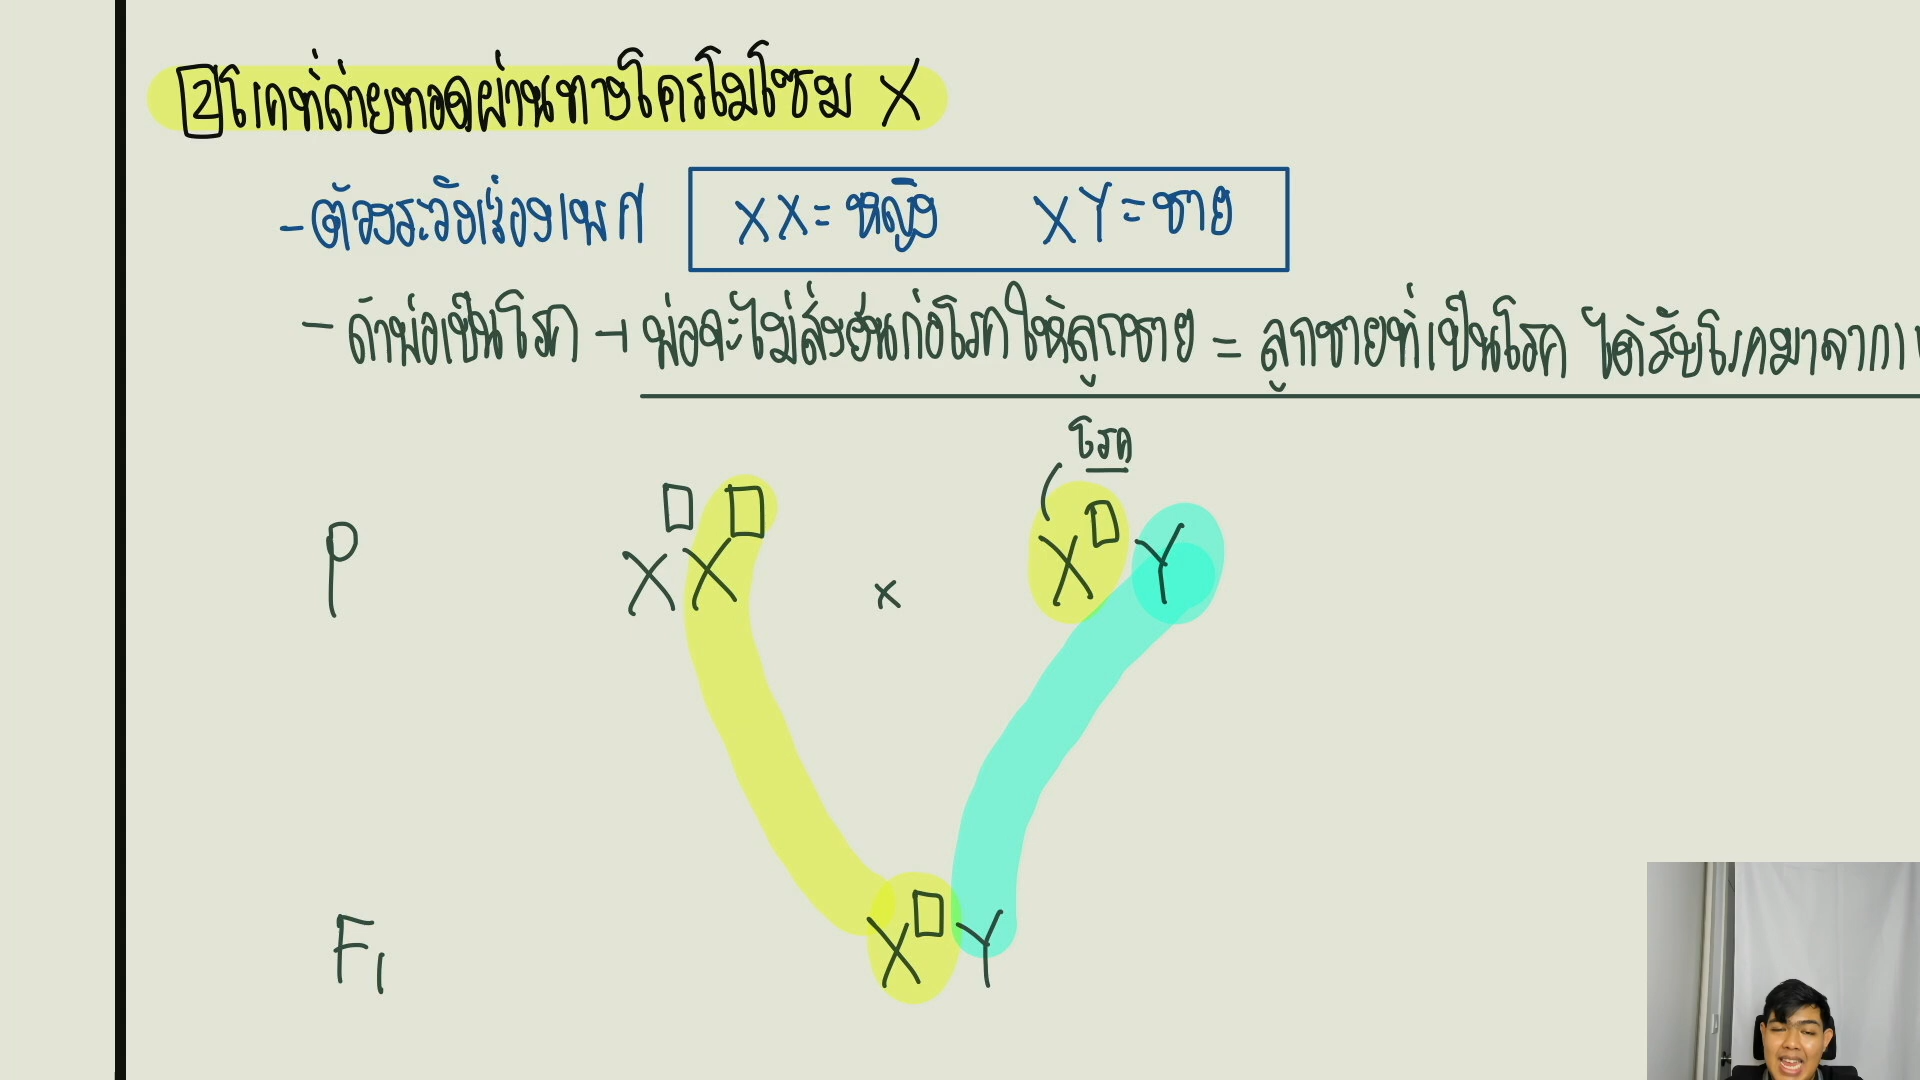 2 โรคที่ถ่ายทอดผ่านทางโครโมโซม X
- ต้องระวังเรื่องเพศ XX = หญิง XY = ชาย
- ถ้าพ่อเป็นโรค → พ่อจะไม่ส่งยีนก่อโรคให้ลูกชาย = ลูกชายที่เป็นโรค ได้รับโรคมาจาก
โรค
P X□X□ × X□Y
F1 X□Y